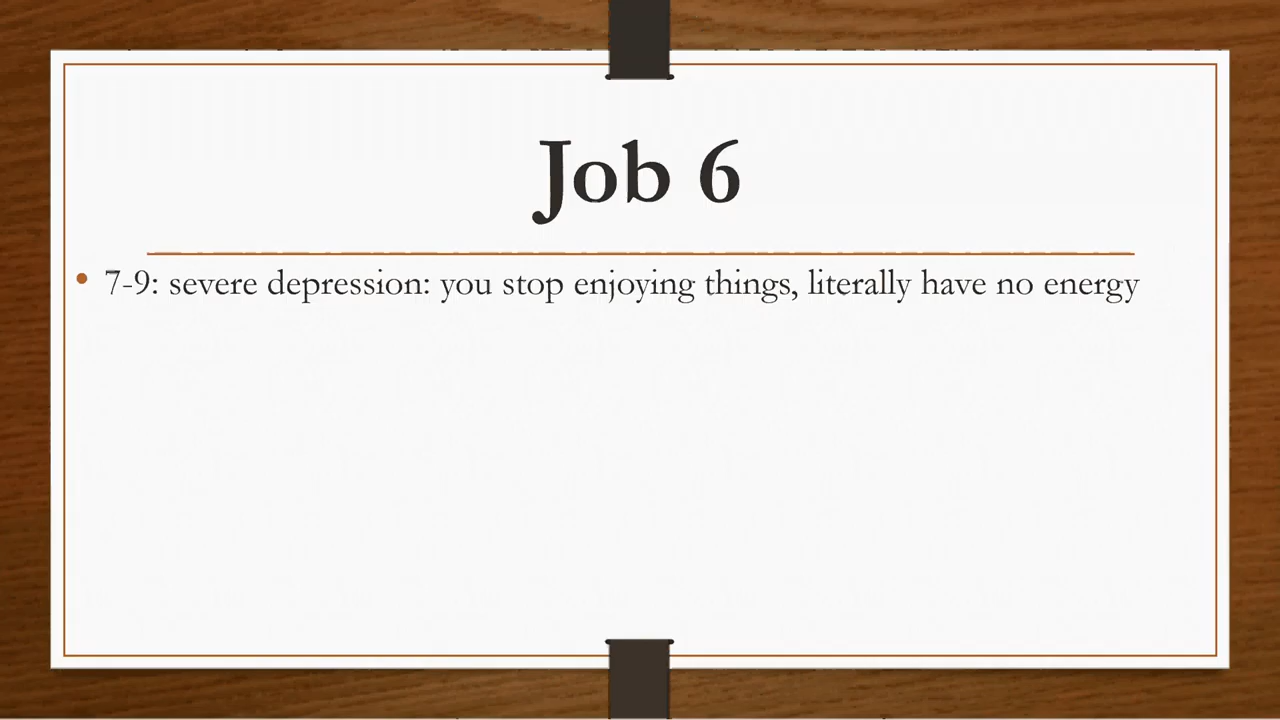 Job 6
• 7-9: severe depression: you stop enjoying things, literally have no energy